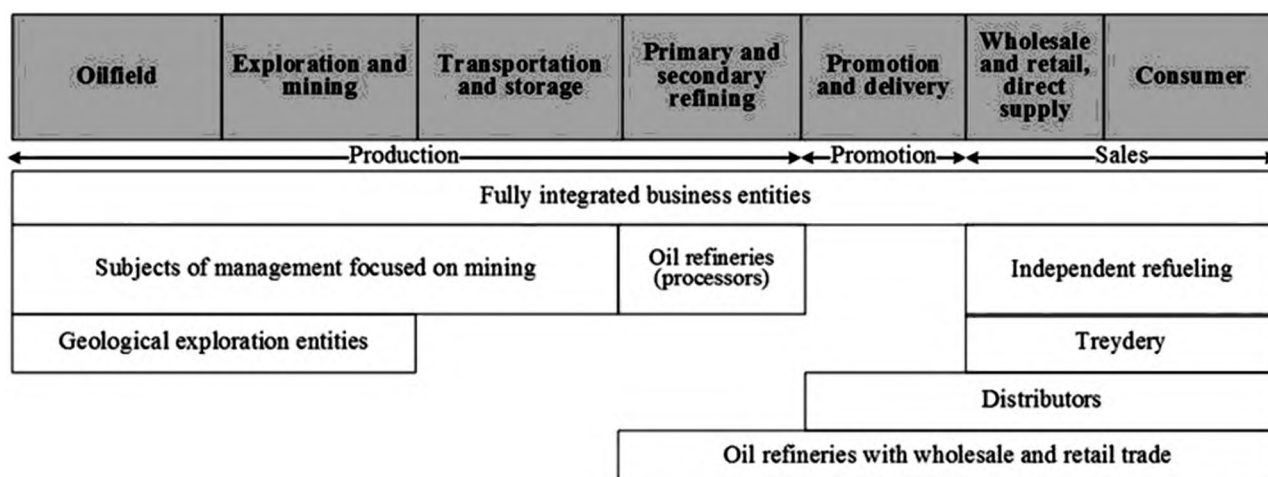 Oilfield
Exploration and
mining
Transportation
and storage
Primary and
secondary
refining
Promotion
and delivery
Wholesale
and retail,
direct
supply
Consumer
Production
Promotion
Sales
Fully integrated business entities
Subjects of management focused on mining
Oil refineries
(processors)
Independent refueling
Geological exploration entities
Treydery
Distributors
Oil refineries with wholesale and retail trade